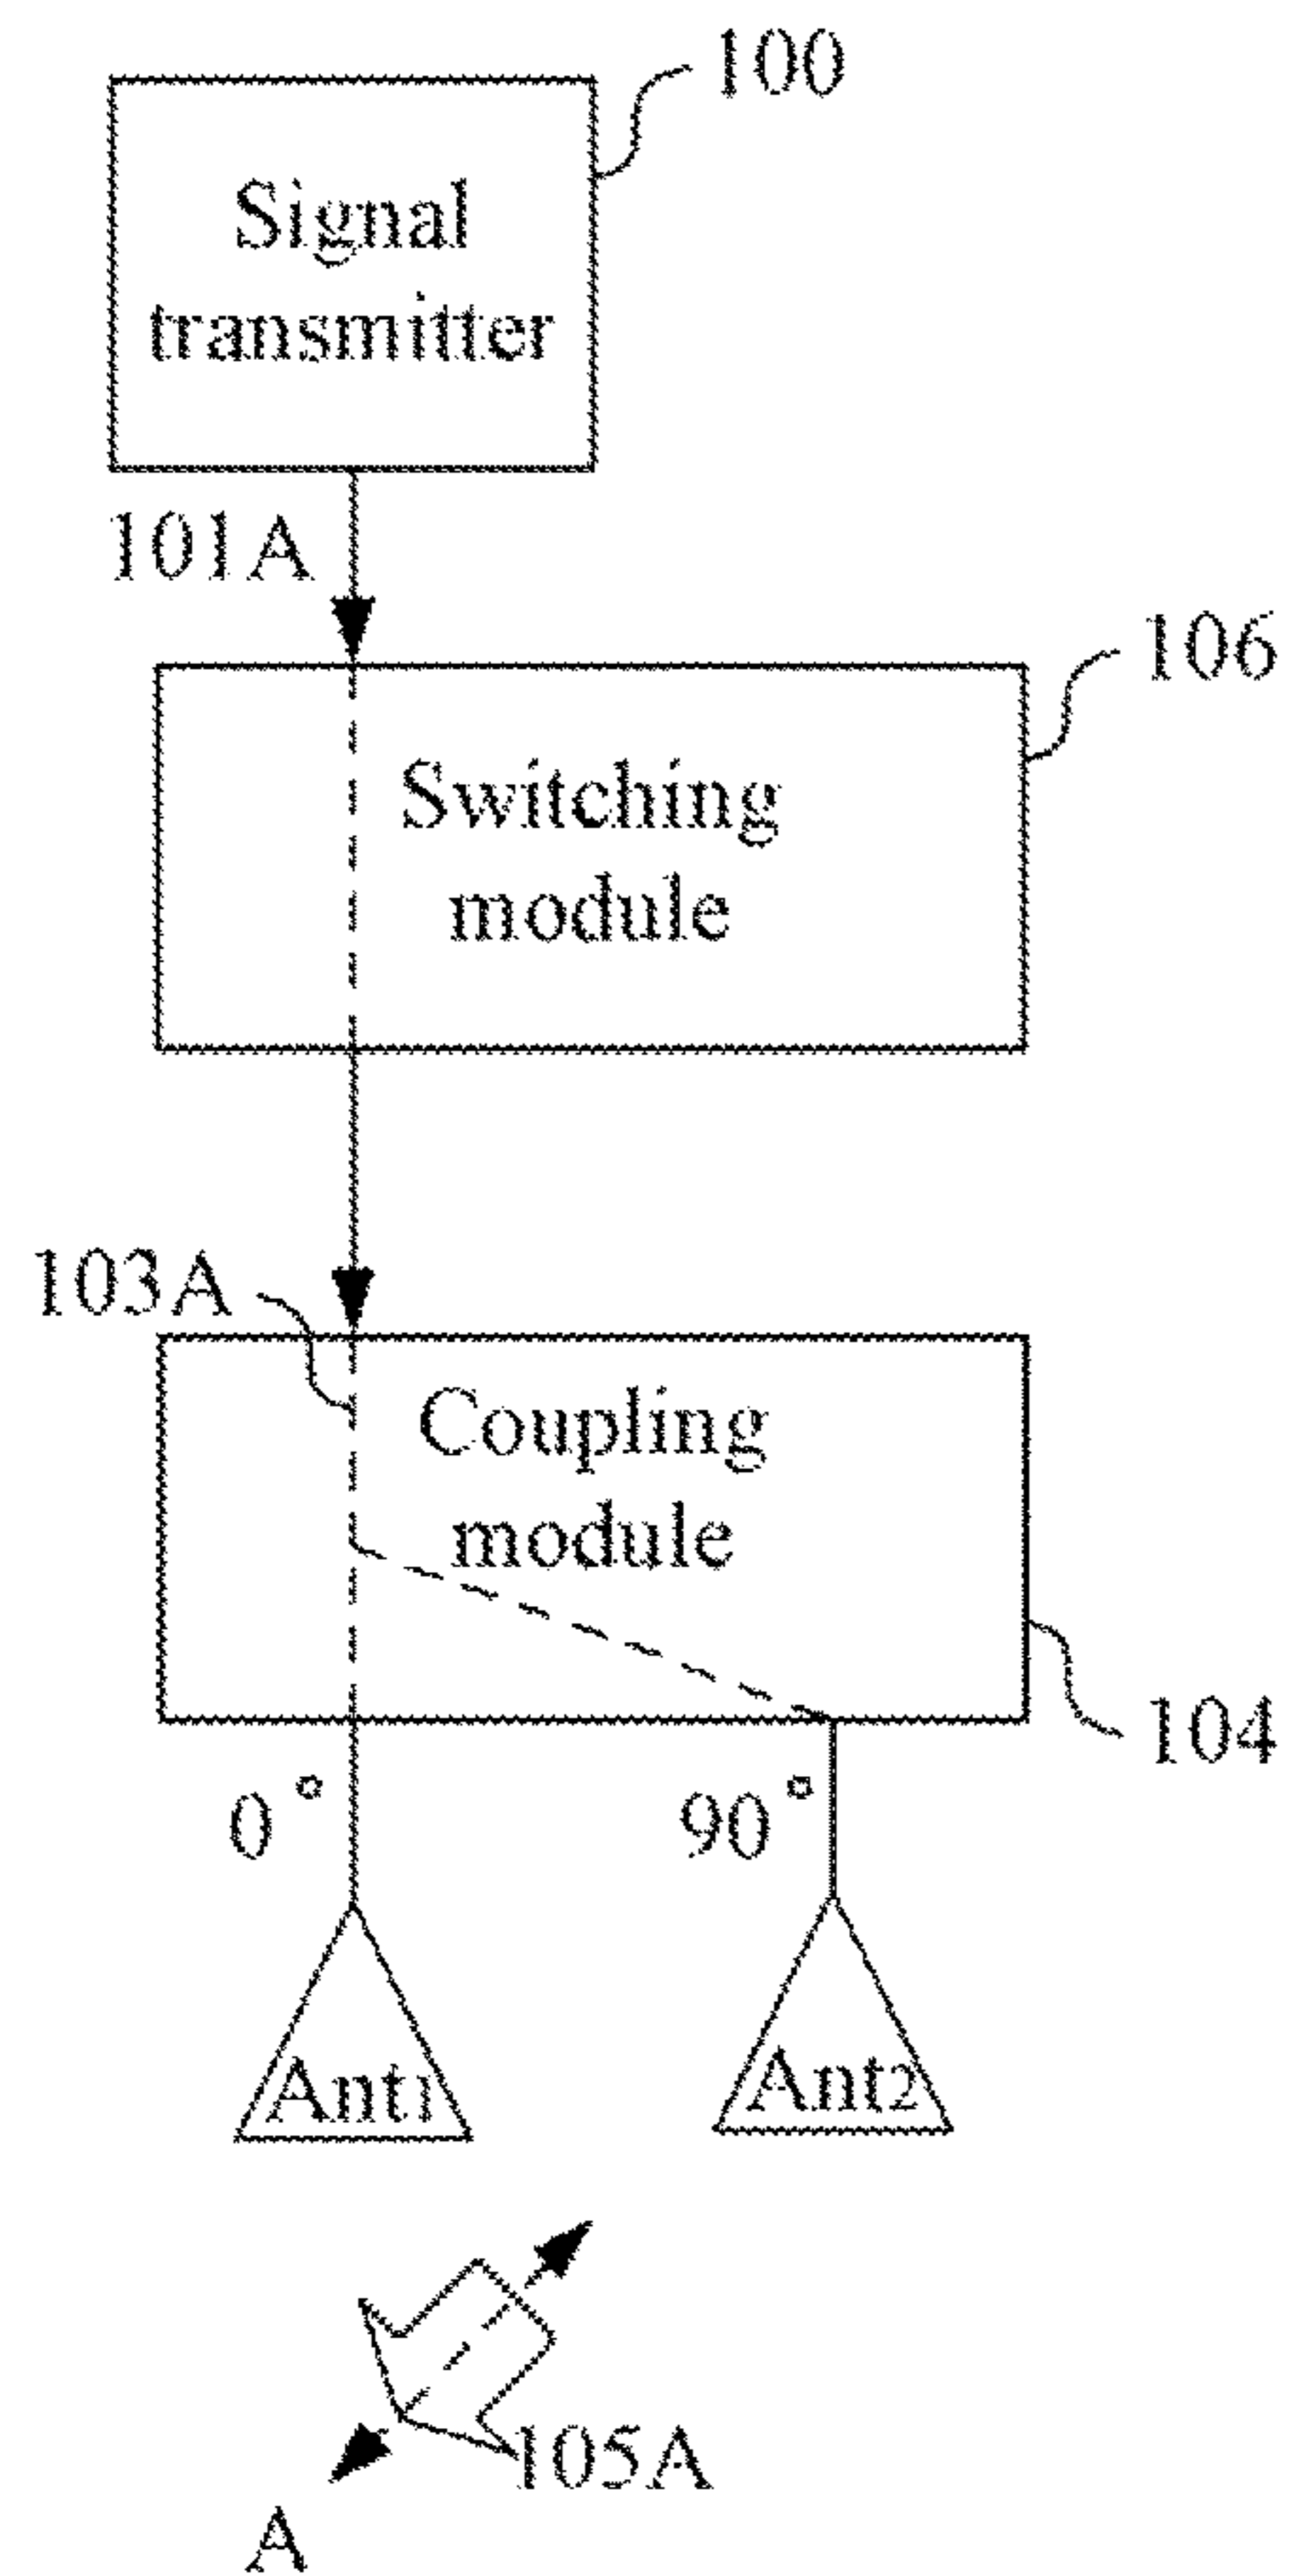 100
Signal
transmitter
101A
106
Switching
module
103A
Coupling
module
104
0°
90°
Ant1
Ant2
105A
A